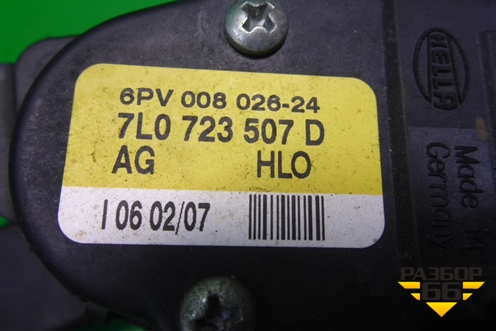 6PV 008 026-24
7L0 723 507 D
AG HLO
I 06 02/07
HELLA
Made in
Germany
РАЗБОР
66